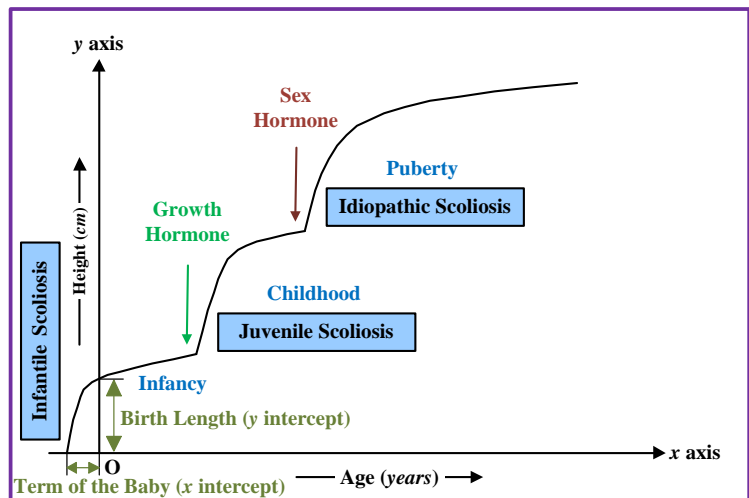 y axis
Sex
Hormone
Puberty
Idiopathic Scoliosis
Height (cm)
Growth
Hormone
Childhood
Juvenile Scoliosis
Infantile Scoliosis
Infancy
Birth Length (y intercept)
O
x axis
Term of the Baby (x intercept)
Age (years)